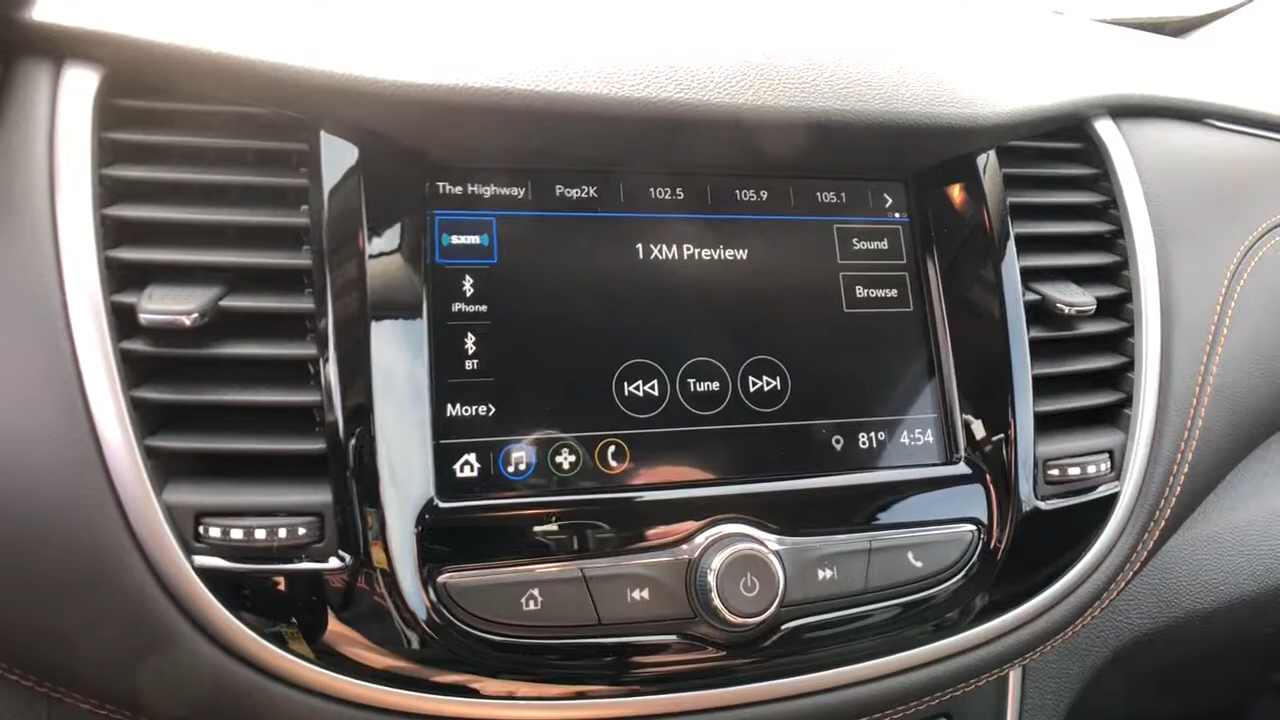 The Highway
Pop2K
102.5
105.9
105.1
sxm
1 XM Preview
Sound
iPhone
Browse
BT
Tune
More
81° 4:54